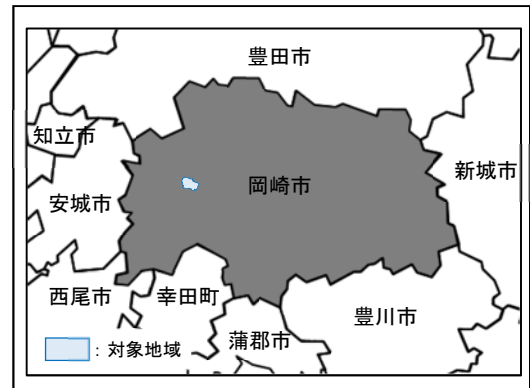 豊田市
知立市
岡崎市
新城市
安城市
西尾市
幸田町
豊川市
蒲郡市
：対象地域